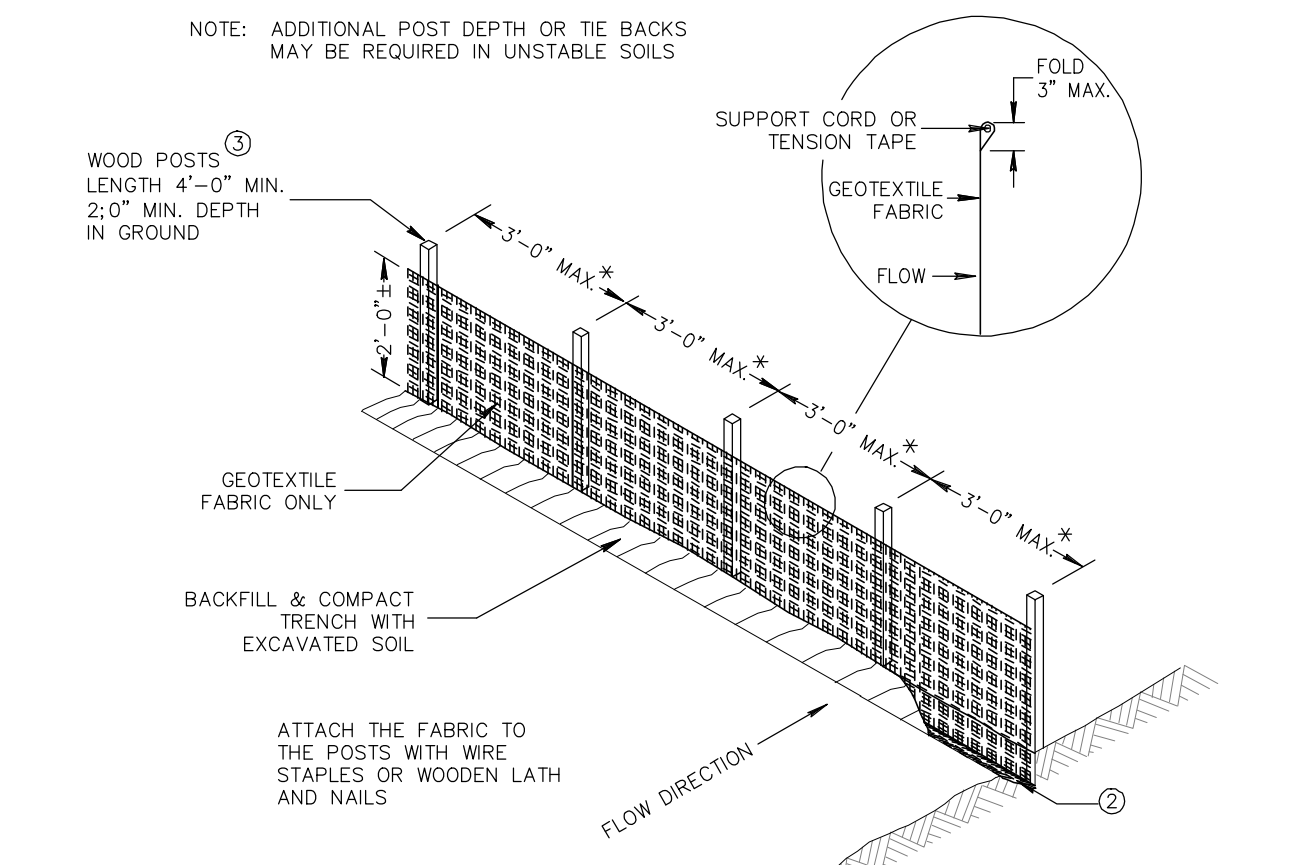 NOTE: ADDITIONAL POST DEPTH OR TIE BACKS
MAY BE REQUIRED IN UNSTABLE SOILS
FOLD
3" MAX.
SUPPORT CORD OR
TENSION TAPE
GEOTEXTILE
FABRIC
FLOW
WOOD POSTS 3
LENGTH 4'-0" MIN.
2;0" MIN. DEPTH
IN GROUND
3'-0" MAX.*
3'-0" MAX.*
3'-0" MAX.*
3'-0" MAX.*
2'-0"±
GEOTEXTILE
FABRIC ONLY
BACKFILL & COMPACT
TRENCH WITH
EXCAVATED SOIL
ATTACH THE FABRIC TO
THE POSTS WITH WIRE
STAPLES OR WOODEN LATH
AND NAILS
FLOW DIRECTION
2